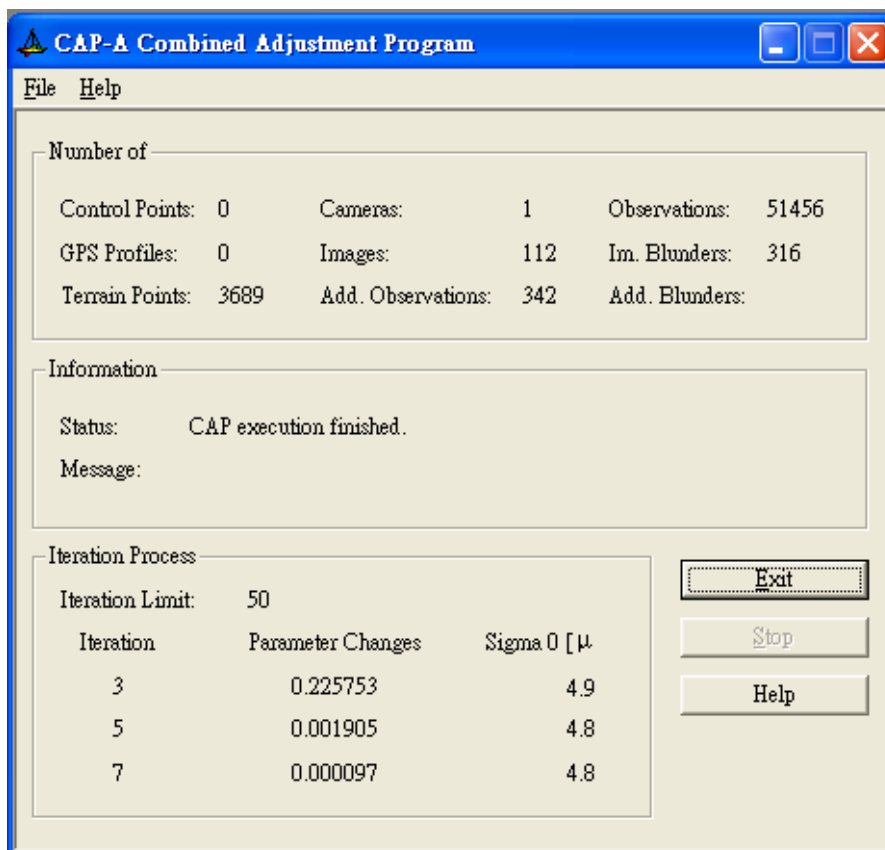 CAP-A Combined Adjustment Program
File Help
Number of
Control Points: 0 Cameras: 1 Observations: 51456
GPS Profiles: 0 Images: 112 Im. Blunders: 316
Terrain Points: 3689 Add. Observations: 342 Add. Blunders:
Information
Status: CAP execution finished.
Message:
Iteration Process
Iteration Limit: 50
Iteration Parameter Changes Sigma 0 [μ
3 0.225753 4.9
5 0.001905 4.8
7 0.000097 4.8
Exit
Stop
Help